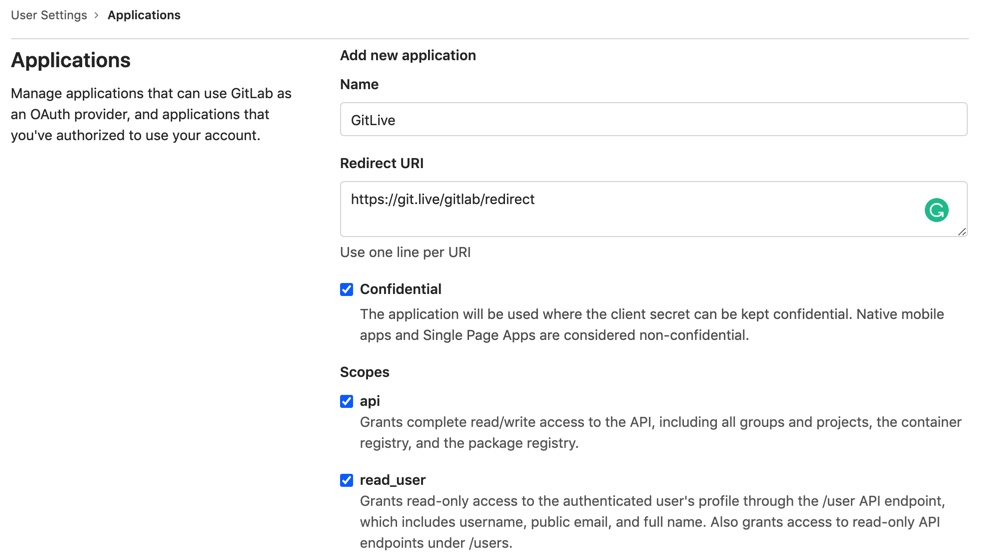 User Settings › Applications
Applications
Manage applications that can use GitLab as
an OAuth provider, and applications that
you've authorized to use your account.
Add new application
Name
GitLive
Redirect URI
https://git.live/gitlab/redirect
Use one line per URI
Confidential
The application will be used where the client secret can be kept confidential. Native mobile
apps and Single Page Apps are considered non-confidential.
Scopes
api
Grants complete read/write access to the API, including all groups and projects, the container
registry, and the package registry.
read_user
Grants read-only access to the authenticated user's profile through the /user API endpoint,
which includes username, public email, and full name. Also grants access to read-only API
endpoints under /users.